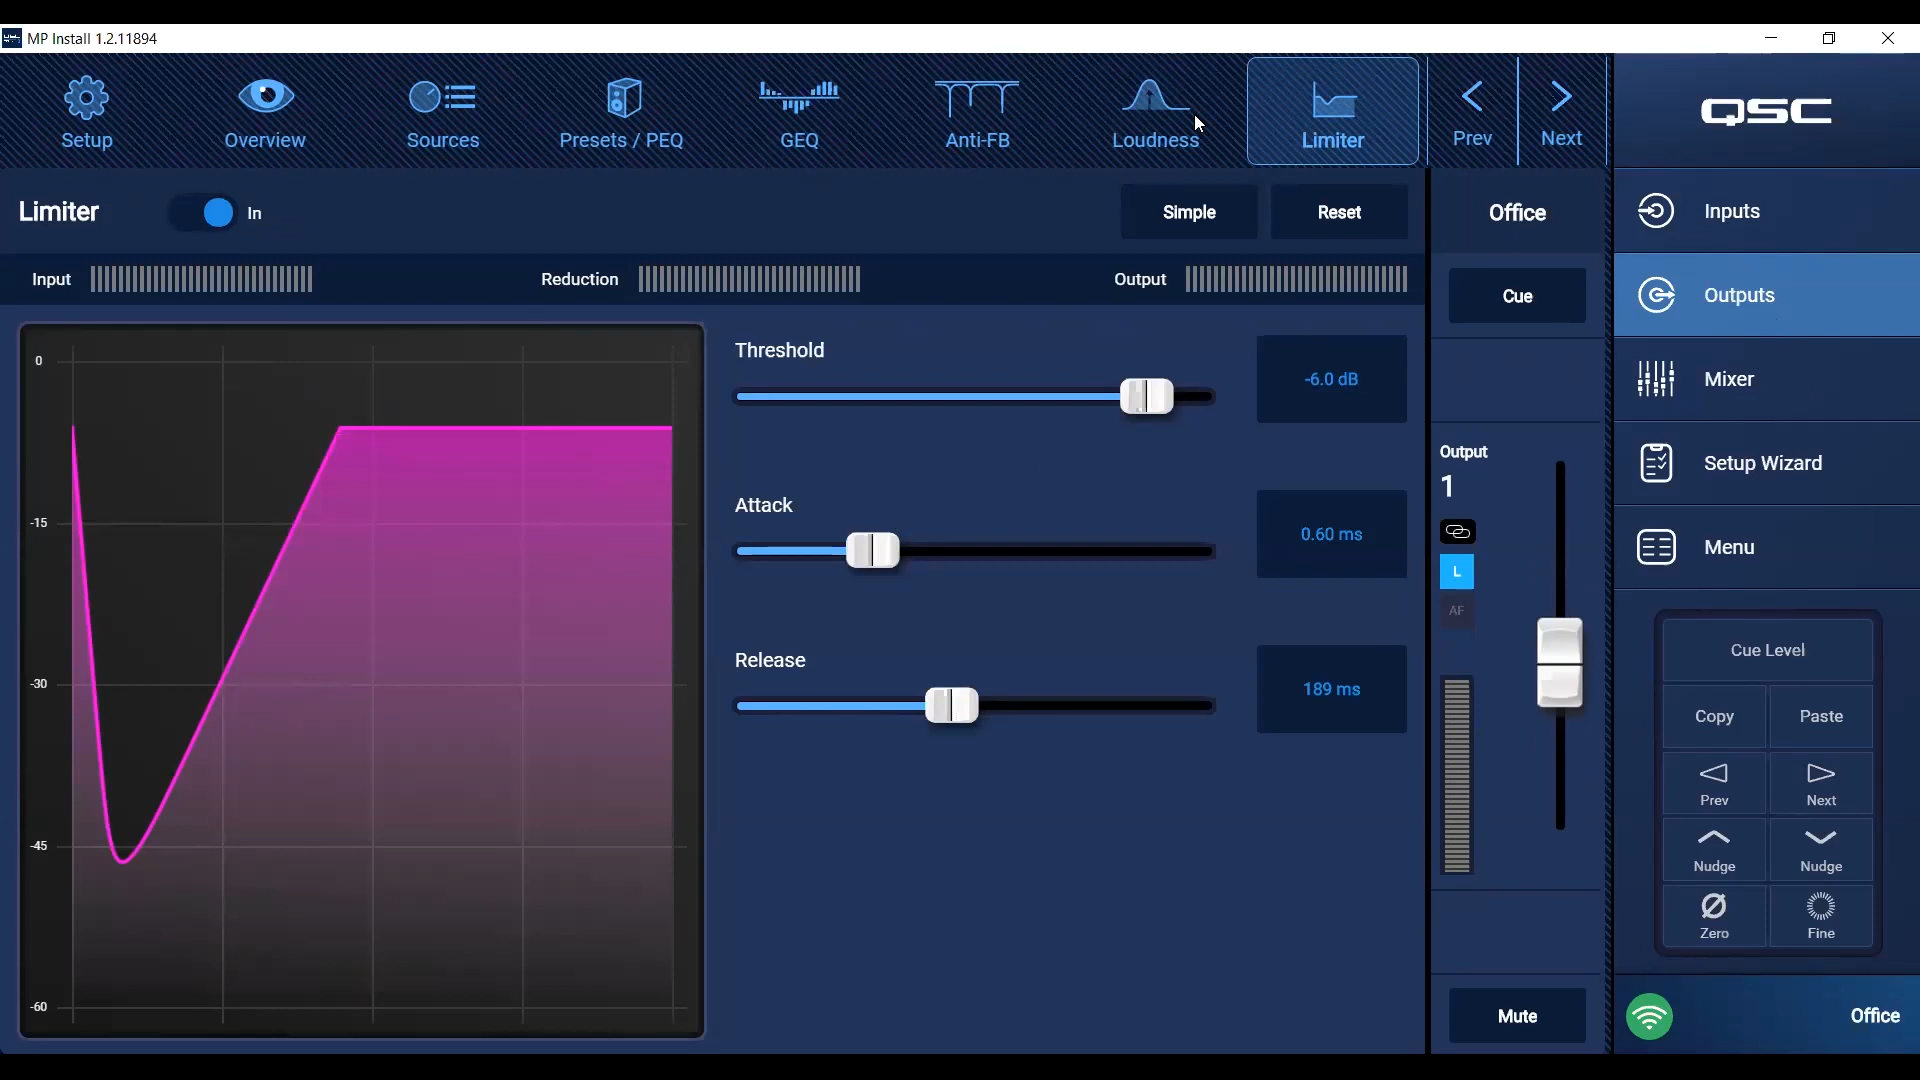 MP Install 1.2.11894
Setup
Overview
Sources
Presets / PEQ
GEQ
Anti-FB
Loudness
Limiter
Prev
Next
QSC
Limiter
In
Simple
Reset
Office
Inputs
Input
Reduction
Output
Cue
Outputs
0
-15
-30
-45
-60
Threshold
-6.0 dB
Attack
0.60 ms
Release
189 ms
Output
1
L
AF
Mute
Mixer
Setup Wizard
Menu
Cue Level
Copy
Paste
Prev
Next
Nudge
Nudge
Zero
Fine
Office